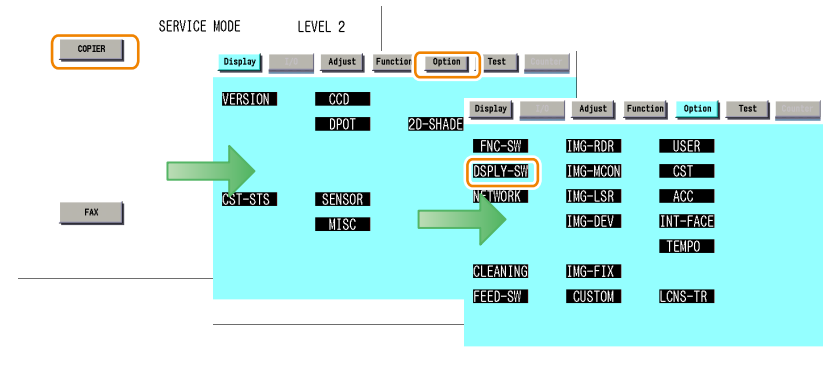 SERVICE MODE LEVEL 2
COPIER
FAX
Display I/O Adjust Function Option Test Counter
VERSION CCD
DPOT 2D-SHADE
CST-STS SENSOR
MISC
Display I/O Adjust Function Option Test Counter
FNC-SW IMG-RDR USER
DSPLY-SW IMG-MCON CST
NETWORK IMG-LSR ACC
IMG-DEV INT-FACE
TEMPO
CLEANING IMG-FIX
FEED-SW CUSTOM LCNS-TR